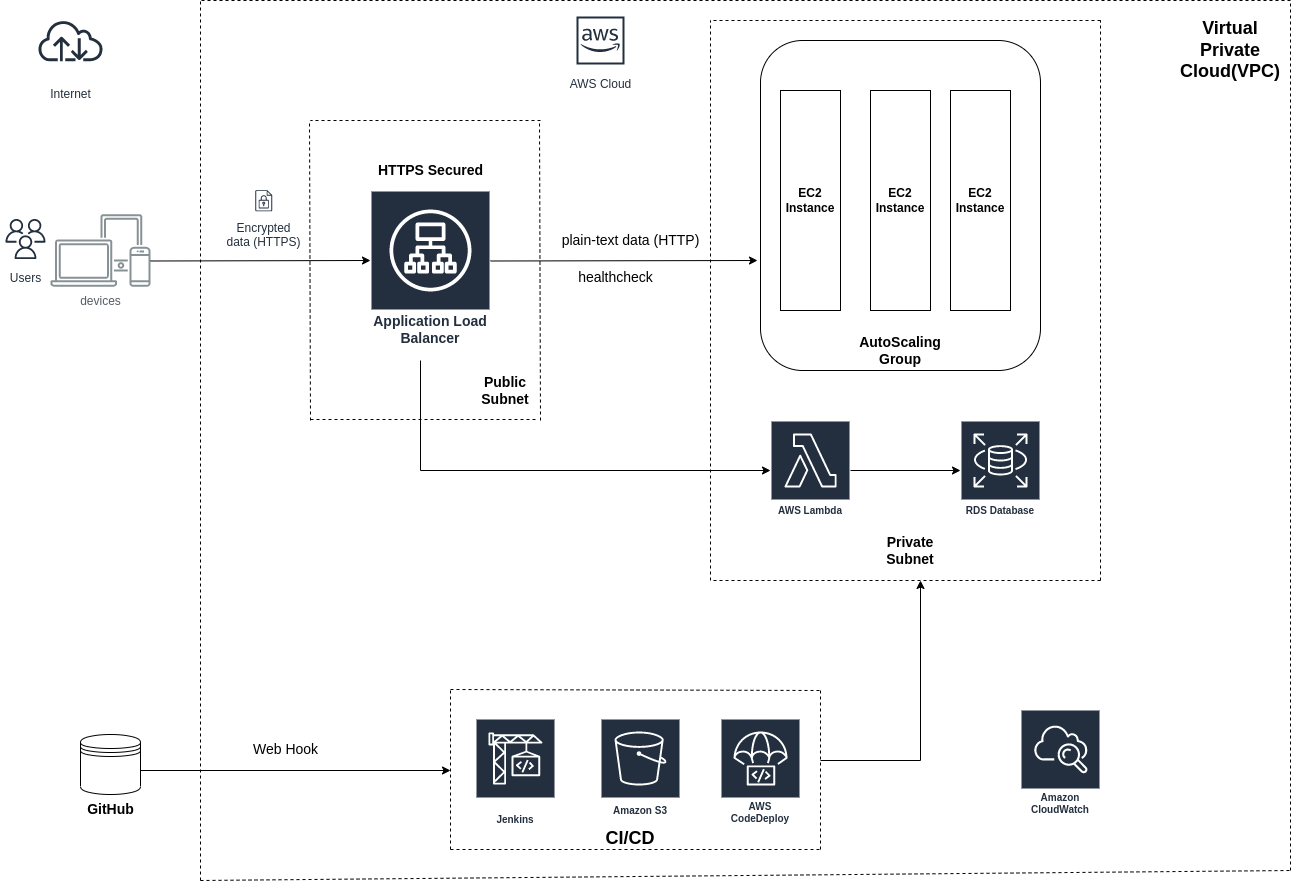 Internet
aws
AWS Cloud
Virtual
Private
Cloud(VPC)
HTTPS Secured
Encrypted
data (HTTPS)
Users
devices
Application Load
Balancer
Public
Subnet
plain-text data (HTTP)
healthcheck
EC2
Instance
EC2
Instance
EC2
Instance
AutoScaling
Group
AWS Lambda
RDS Database
Private
Subnet
GitHub
Web Hook
Jenkins
Amazon S3
AWS
CodeDeploy
CI/CD
Amazon
CloudWatch